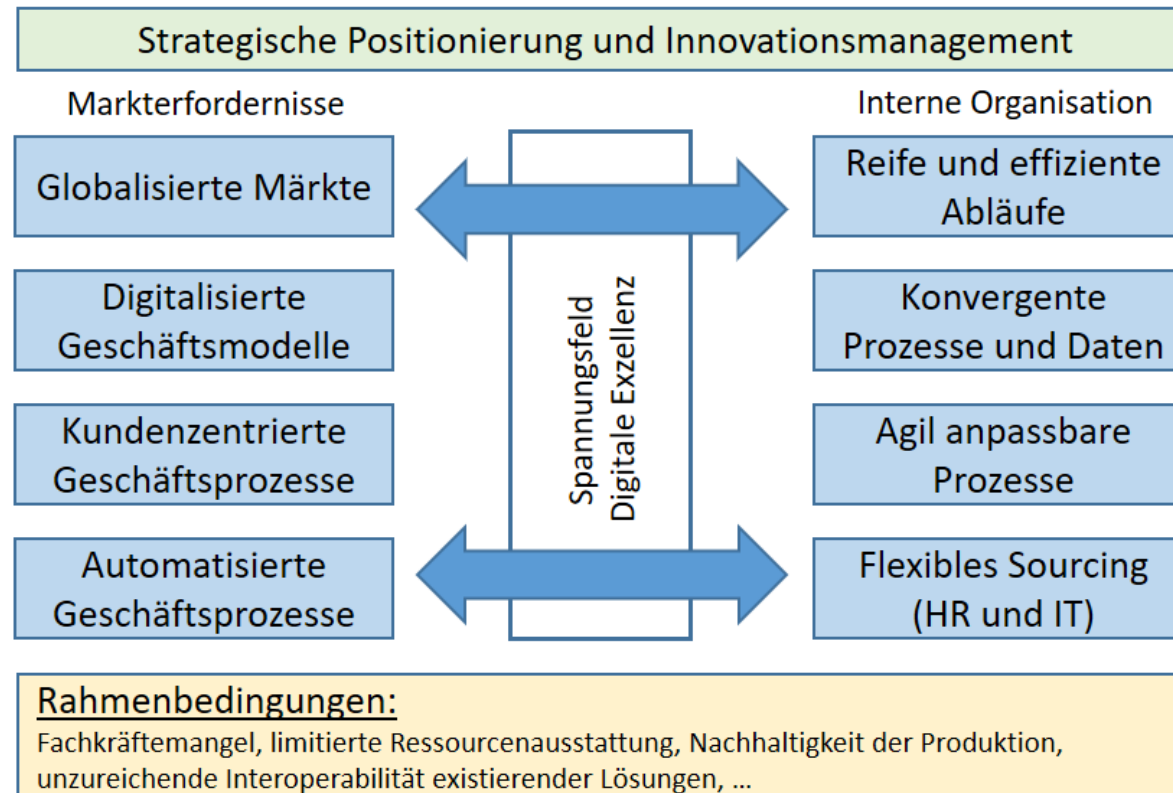 Strategische Positionierung und Innovationsmanagement
Markterfordernisse
Interne Organisation
Globalisierte Märkte
Reife und effiziente
Abläufe
Digitalisierte
Geschäftsmodelle
Konvergente
Prozesse und Daten
Kundenzentrierte
Geschäftsprozesse
Agil anpassbare
Prozesse
Automatisierte
Geschäftsprozesse
Flexibles Sourcing
(HR und IT)
Spannungsfeld
Digitale Exzellenz
Rahmenbedingungen:
Fachkräftemangel, limitierte Ressourcenausstattung, Nachhaltigkeit der Produktion,
unzureichende Interoperabilität existierender Lösungen, ...